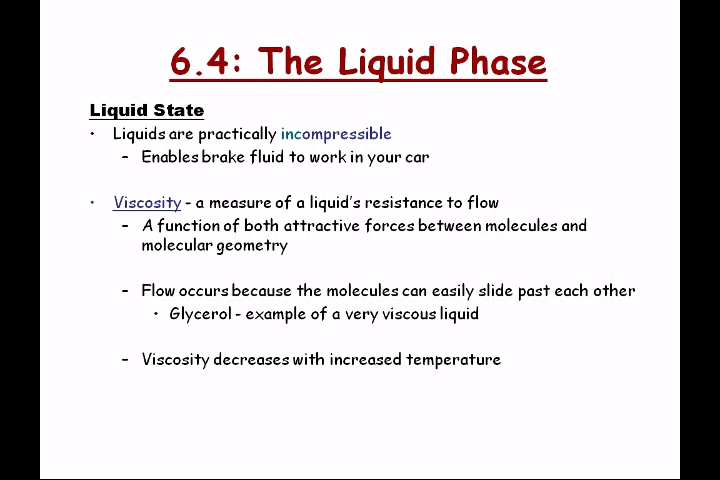 6.4: The Liquid Phase
Liquid State
• Liquids are practically incompressible
– Enables brake fluid to work in your car
• Viscosity - a measure of a liquid's resistance to flow
– A function of both attractive forces between molecules and
molecular geometry
– Flow occurs because the molecules can easily slide past each other
• Glycerol - example of a very viscous liquid
– Viscosity decreases with increased temperature